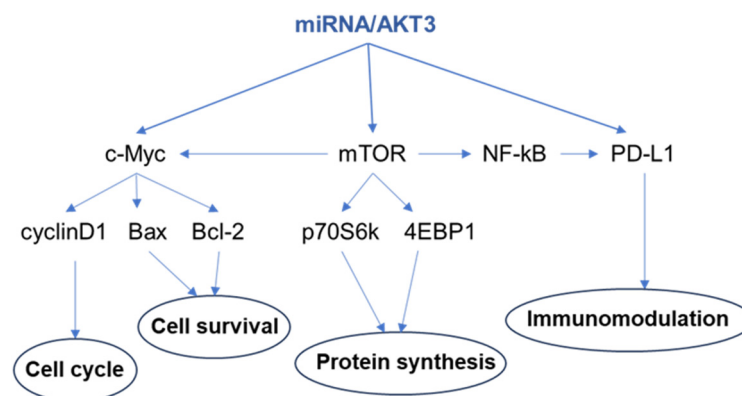 miRNA/AKT3
c-Myc
mTOR
NF-kB
PD-L1
cyclinD1
Bax
Bcl-2
p70S6k
4EBP1
Cell survival
Immunomodulation
Cell cycle
Protein synthesis